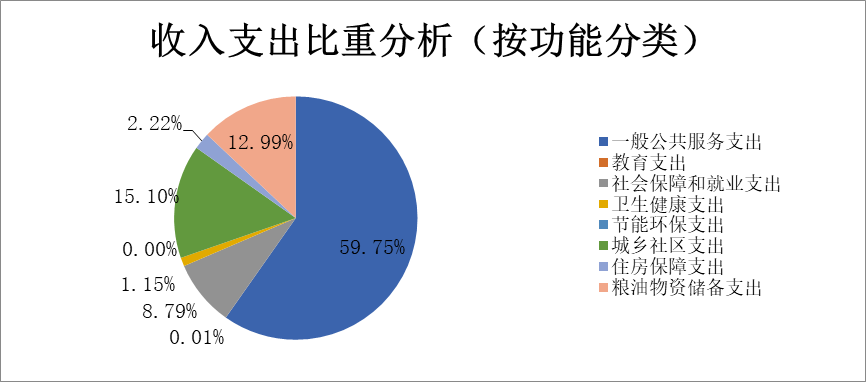 收入支出比重分析（按功能分类）
2.22%
12.99%
15.10%
59.75%
0.00%
1.15%
8.79%
0.01%
一般公共服务支出
教育支出
社会保障和就业支出
卫生健康支出
节能环保支出
城乡社区支出
住房保障支出
粮油物资储备支出